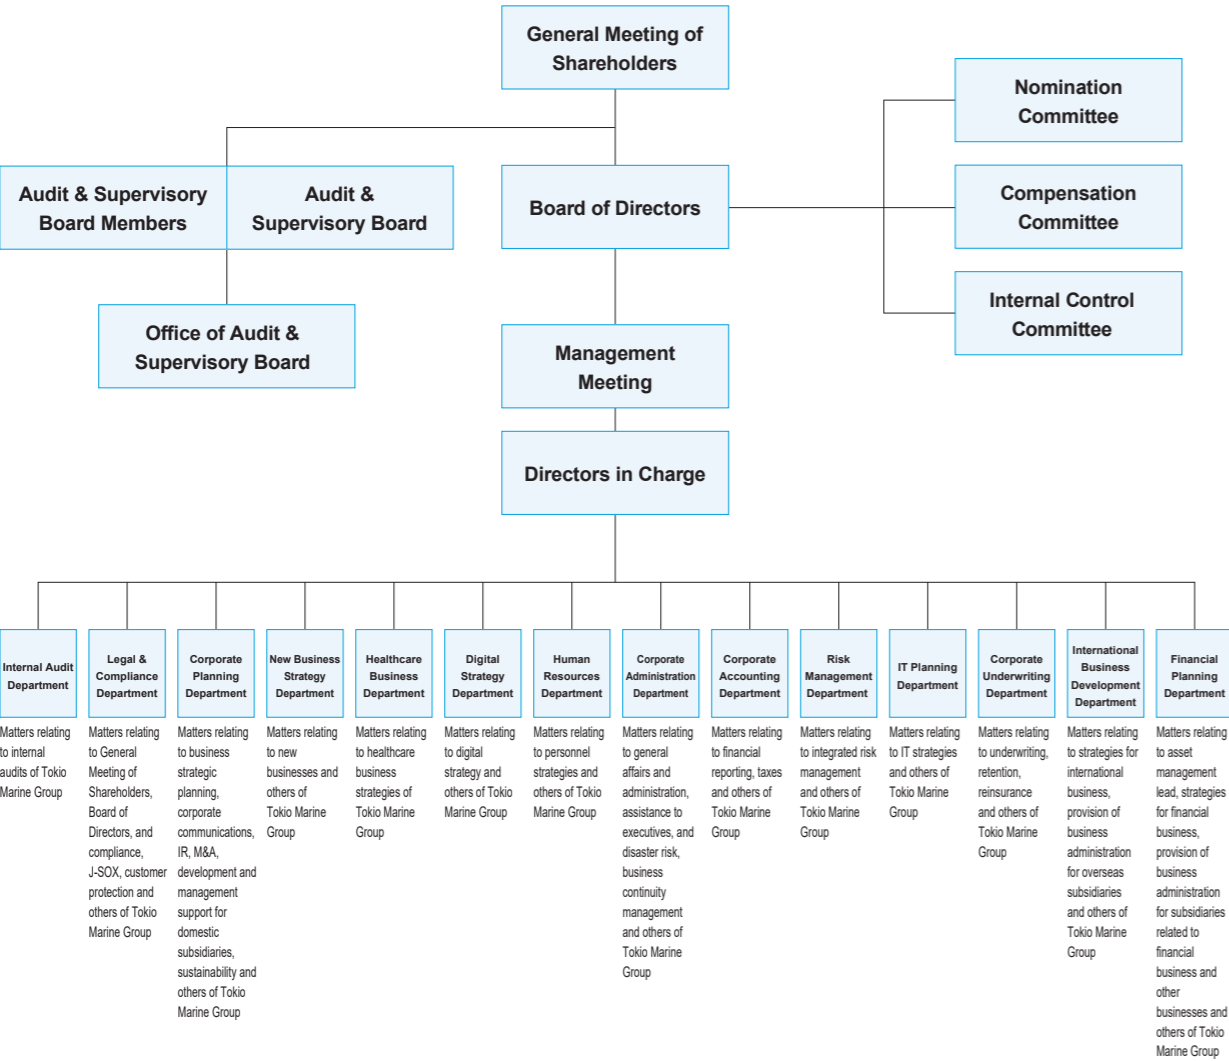 General Meeting of
Shareholders
Nomination
Committee
Audit & Supervisory
Board Members
Audit &
Supervisory Board
Board of Directors
Compensation
Committee
Internal Control
Committee
Office of Audit &
Supervisory Board
Management
Meeting
Directors in Charge
Internal Audit
Department
Matters relating
to internal
audits of Tokio
Marine Group
Legal &
Compliance
Department
Matters relating
to General
Meeting of
Shareholders,
Board of
Directors, and
compliance,
J-SOX, customer
protection and
others of Tokio
Marine Group
Corporate
Planning
Department
Matters relating
to business
strategic
planning,
corporate
communications,
IR, M&A,
development and
management
support for
domestic
subsidiaries,
sustainability and
others of Tokio
Marine Group
New Business
Strategy
Department
Matters relating
to new
businesses and
others of
Tokio Marine
Group
Healthcare
Business
Department
Matters relating
to healthcare
business
strategies of
Tokio Marine
Group
Digital
Strategy
Department
Matters relating
to digital
strategy and
others of Tokio
Marine Group
Human
Resources
Department
Matters relating
to personnel
strategies and
others of Tokio
Marine Group
Corporate
Administration
Department
Matters relating
to general
affairs and
administration,
assistance to
executives, and
disaster risk,
business
continuity
management
and others of
Tokio Marine
Group
Corporate
Accounting
Department
Matters relating
to financial
reporting, taxes
and others of
Tokio Marine
Group
Risk
Management
Department
Matters relating
to integrated risk
management
and others of
Tokio Marine
Group
IT Planning
Department
Matters relating
to IT strategies
and others of
Tokio Marine
Group
Corporate
Underwriting
Department
Matters relating
to underwriting,
retention,
reinsurance
and others of
Tokio Marine
Group
International
Business
Development
Department
Matters relating
to strategies for
international
business,
provision of
business
administration
for overseas
subsidiaries
and others of
Tokio Marine
Group
Financial
Planning
Department
Matters relating
to asset
management
lead, strategies
for financial
business,
provision of
business
administration
for subsidiaries
related to
financial
business and
other
businesses and
others of Tokio
Marine Group